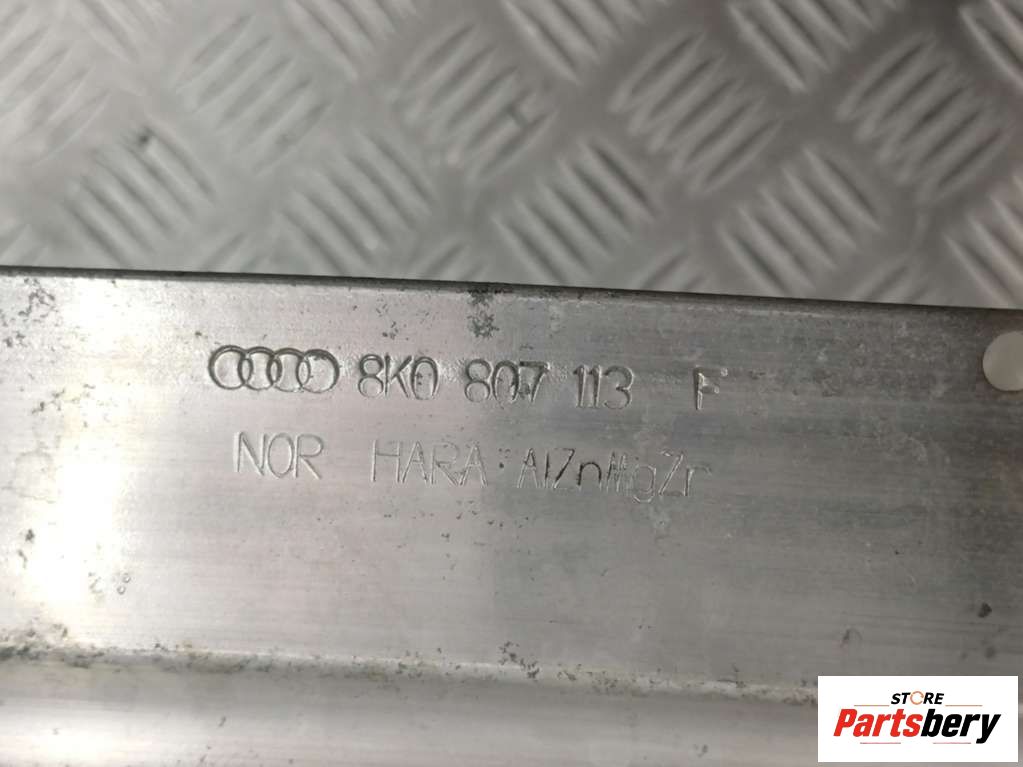 8K0 807 113 F
NOR HARA AlZnMgZr
STORE
Partsbery